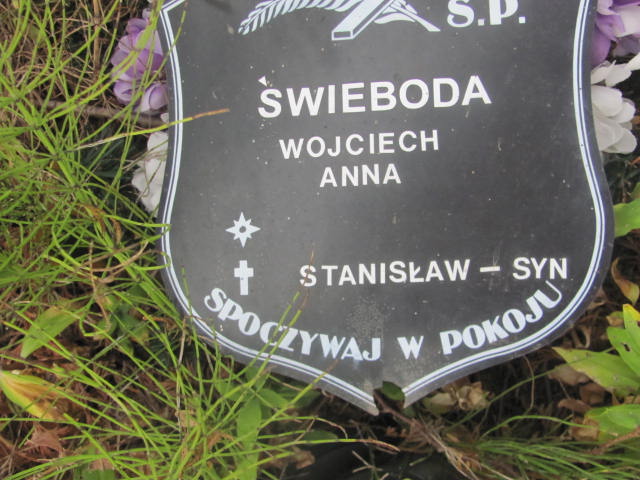 Ś.P.
ŚWIEBODA
WOJCIECH
ANNA
STANISŁAW – SYN
SPOCZYWAJ W POKOJU